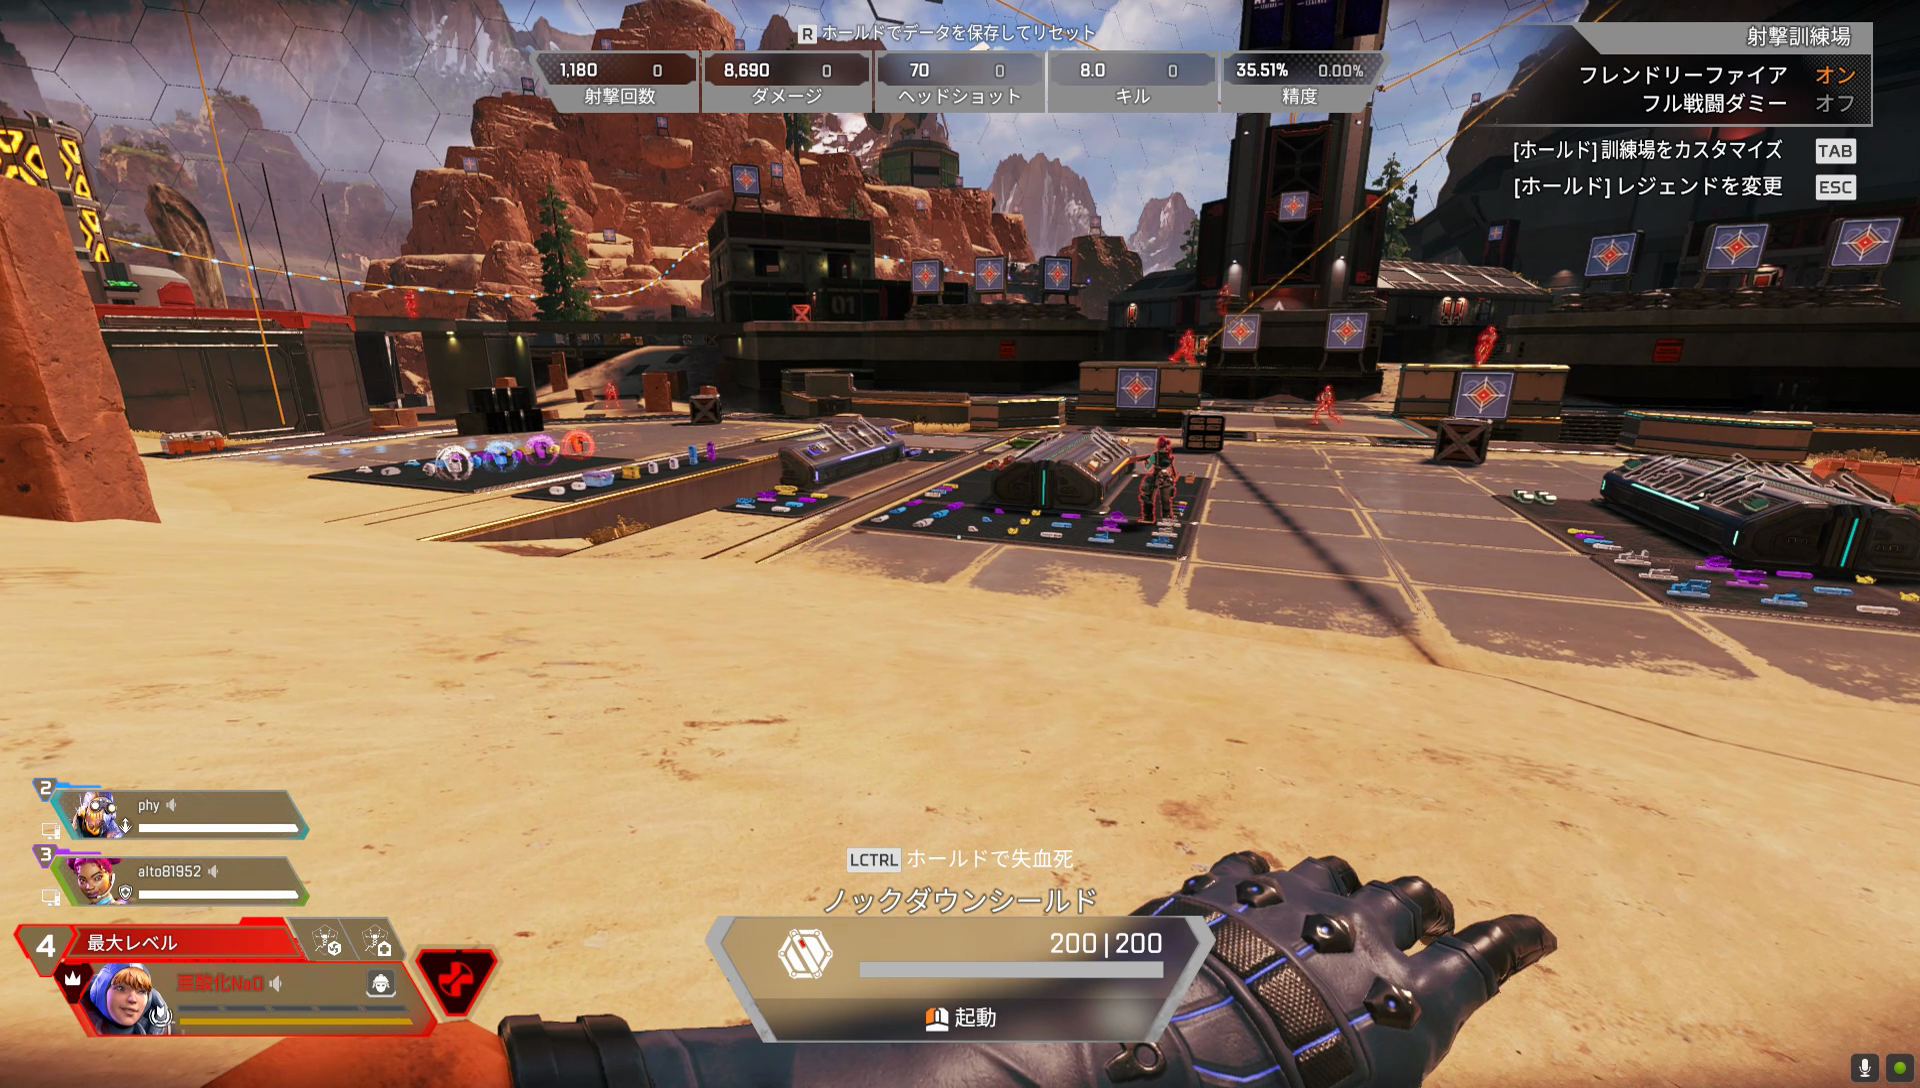 R ホールドでデータを保存してリセット
1,180 0 8,690 0 70 0 8.0 0 35.51% 0.00%
射撃回数 ダメージ ヘッドショット キル 精度
射撃訓練場
フレンドリーファイア オン
フル戦闘ダミー オフ
[ホールド]訓練場をカスタマイズ TAB
[ホールド]レジェンドを変更 ESC
01
2 phy
3 alto81952
4 最大レベル
悪酸化NaO
LCTRL ホールドで失血死
ノックダウンシールド
200|200
起動